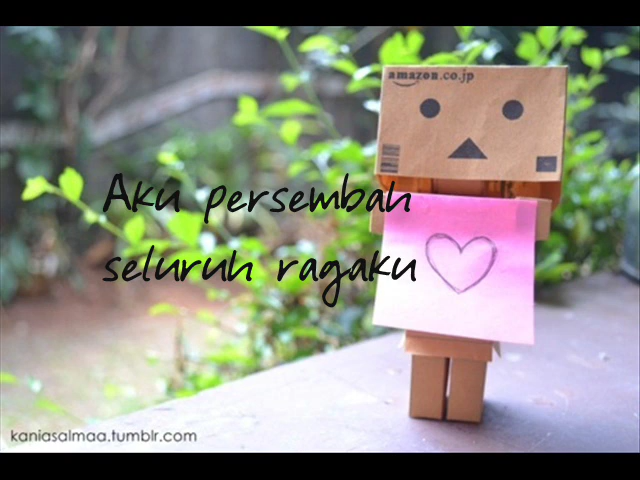 amazon.co.jp
Aku persembah
seluruh ragaku
kaniasalmaa.tumblr.com